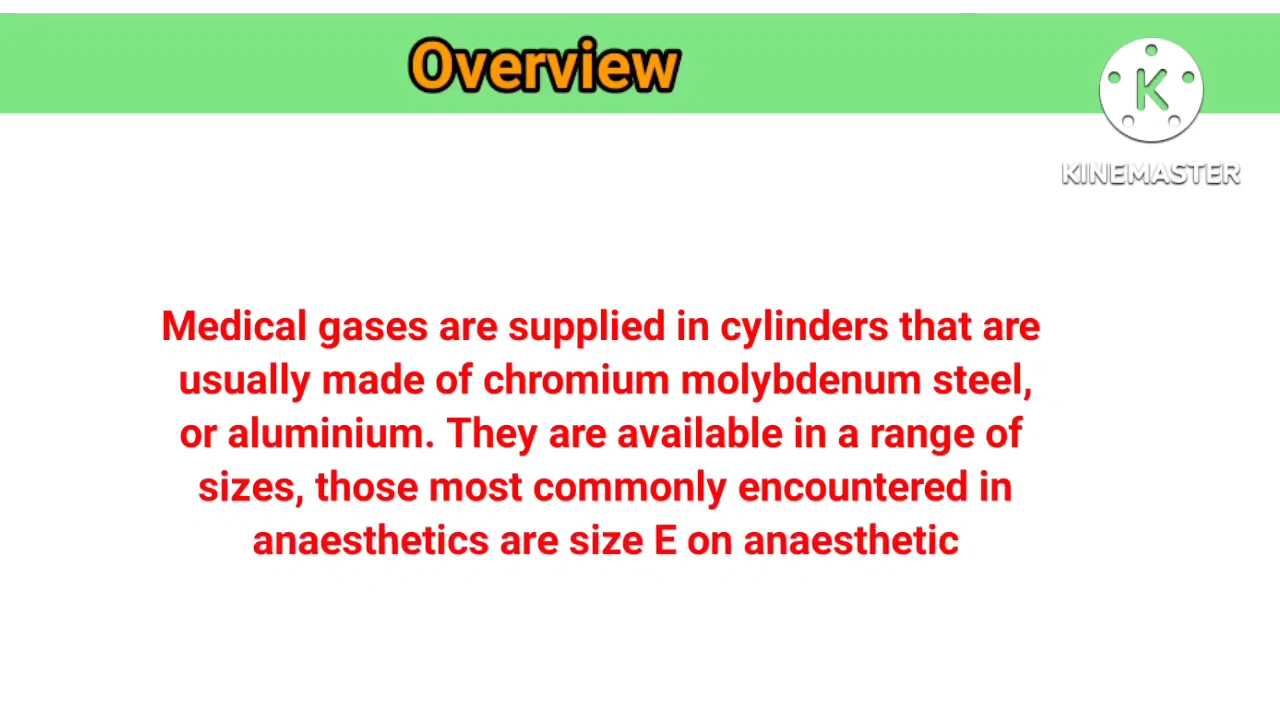 Overview
K
KINEMASTER
Medical gases are supplied in cylinders that are
usually made of chromium molybdenum steel,
or aluminium. They are available in a range of
sizes, those most commonly encountered in
anaesthetics are size E on anaesthetic